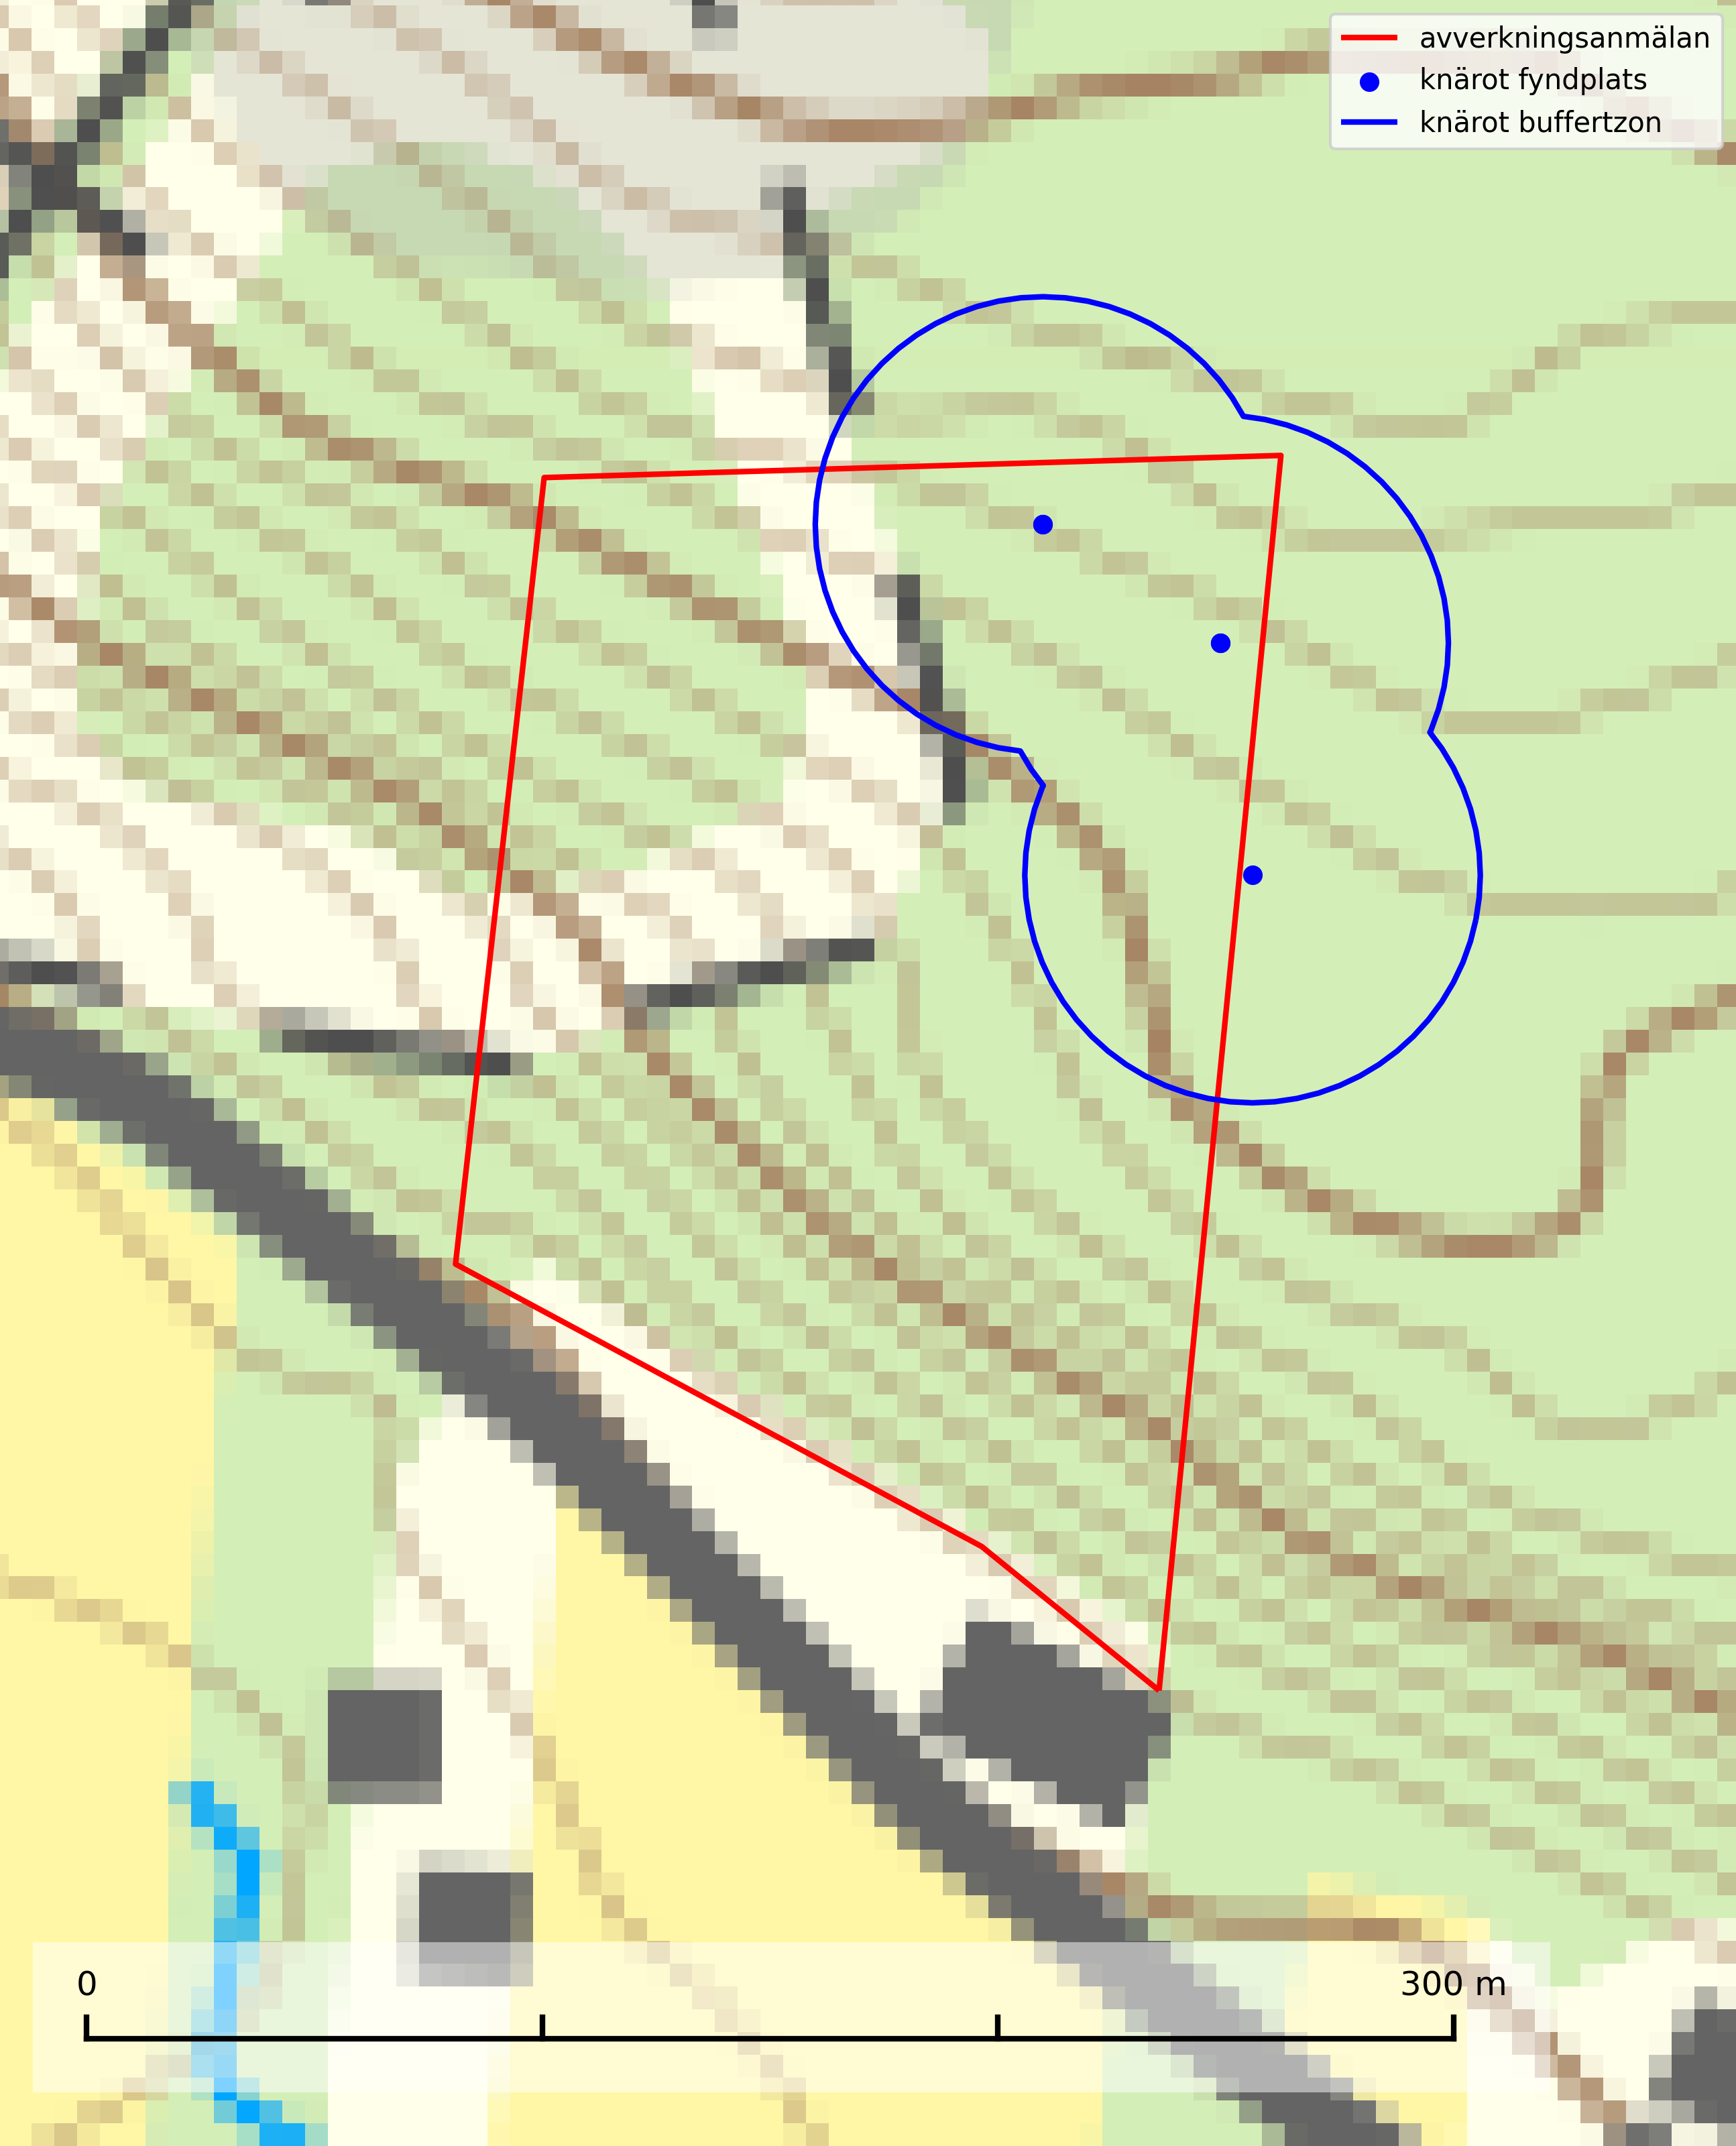 avverkningsanmälan
knärot fyndplats
knärot buffertzon
0
300 m